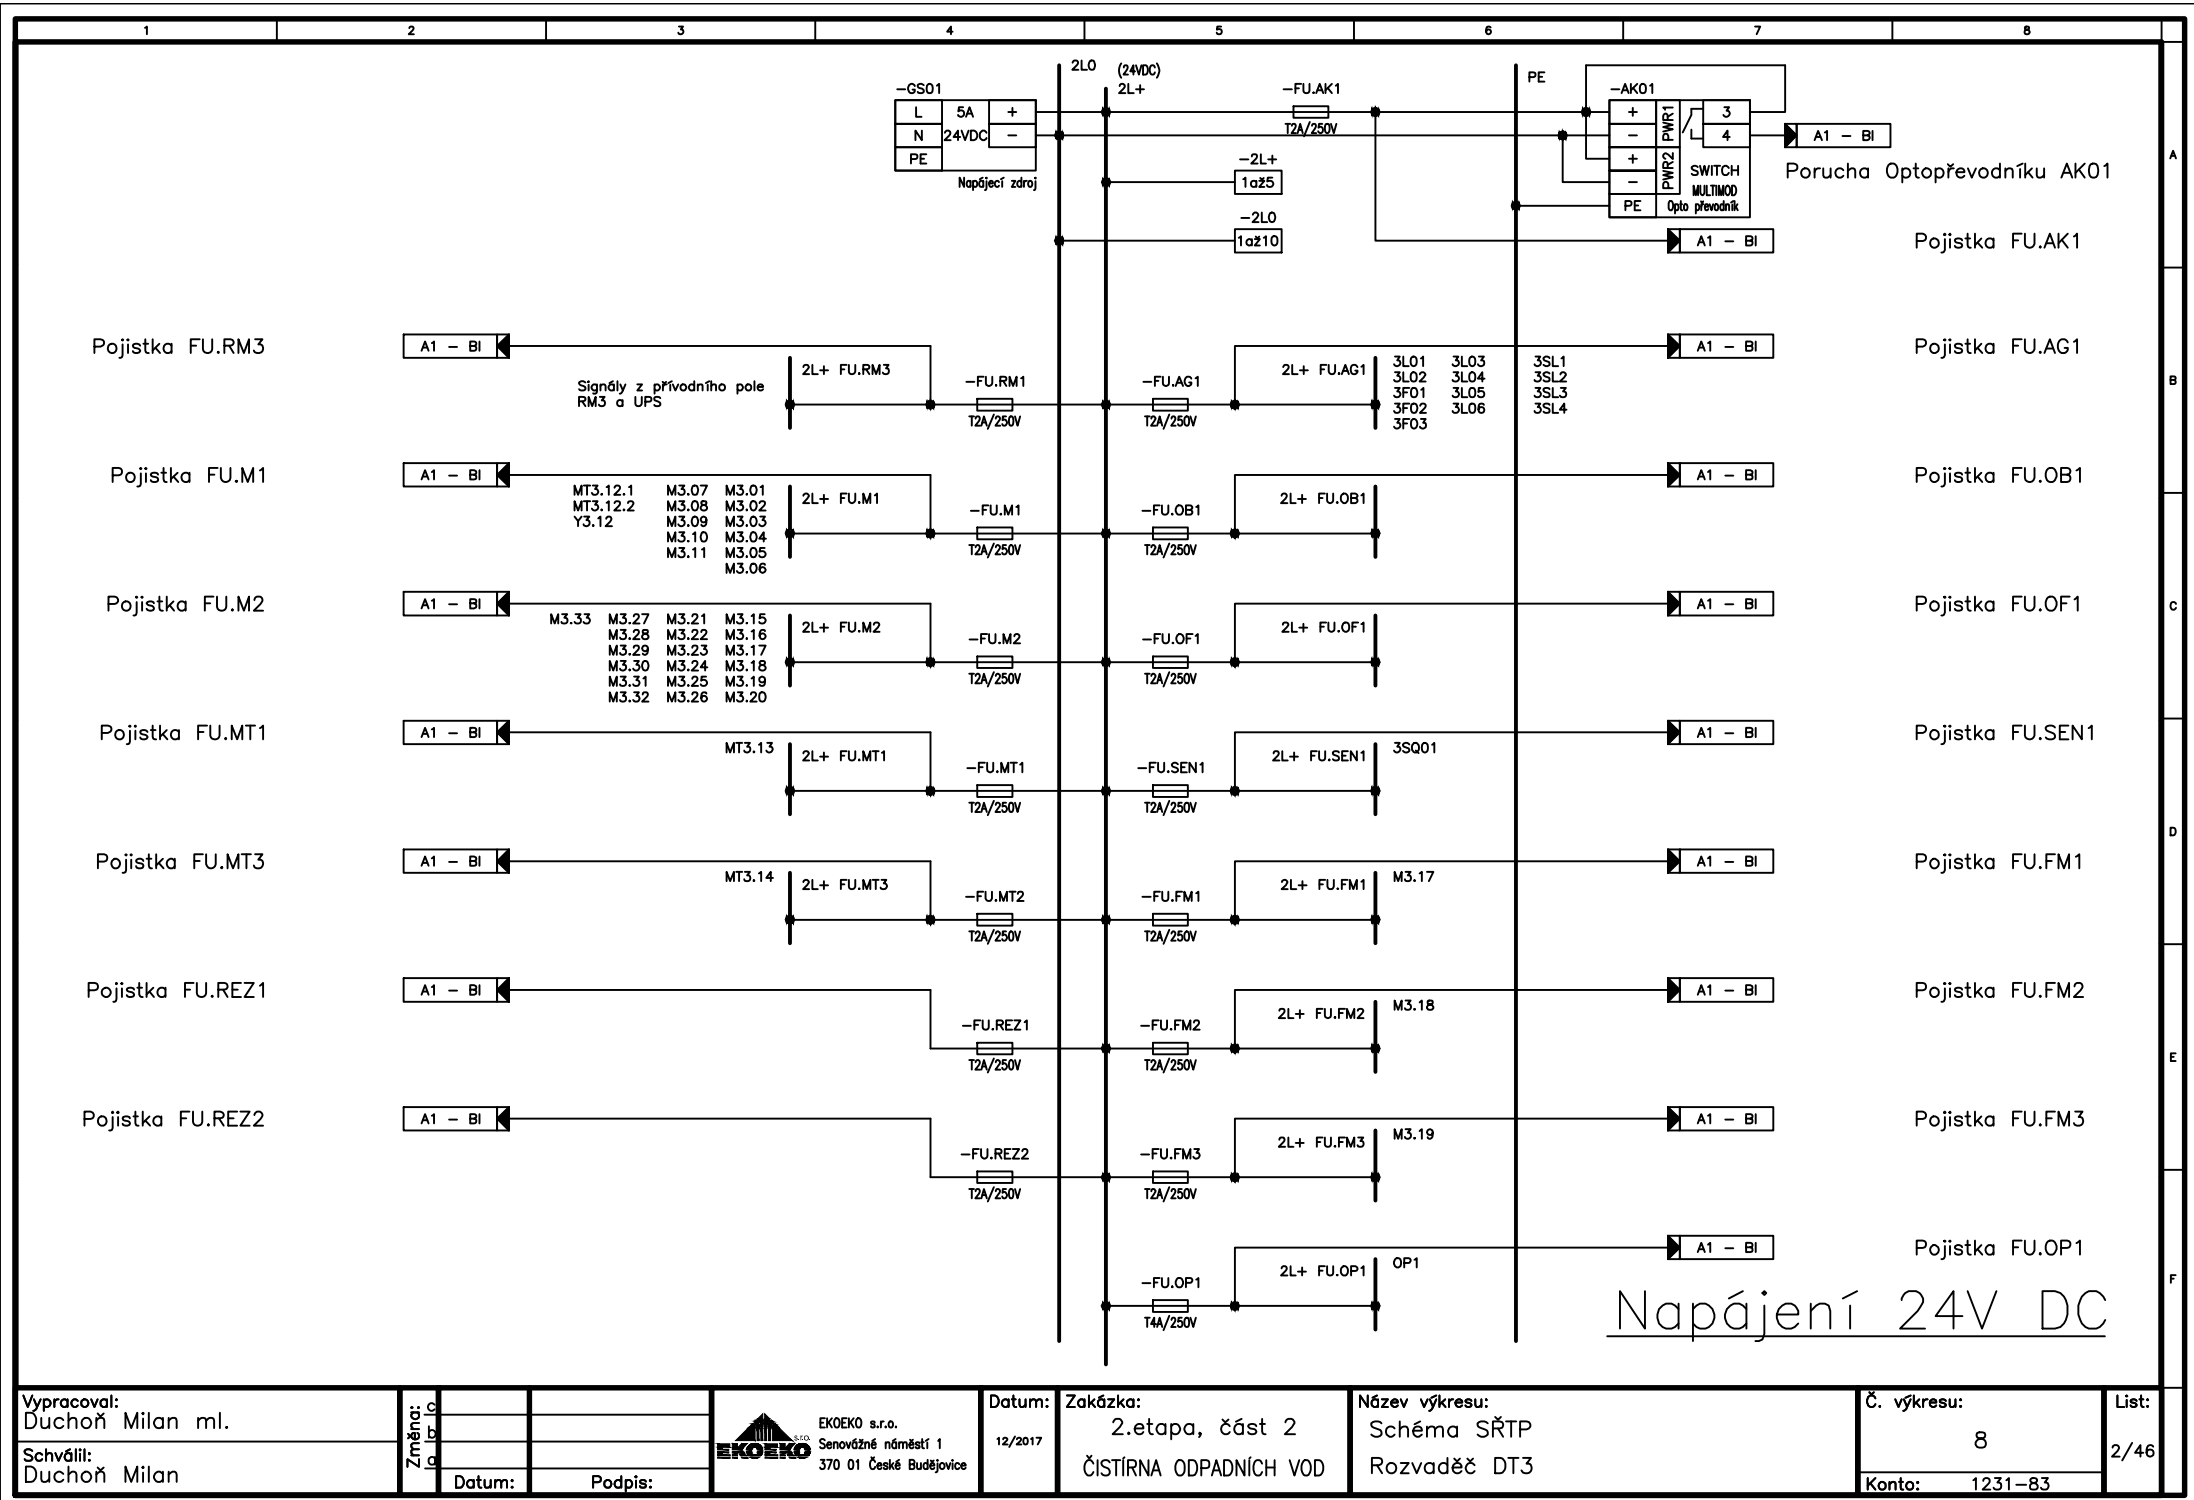 1 2 3 4 5 6 7 8
A
B
C
D
E
F
2L0
(24VDC)
2L+
PE
-GS01
L 5A +
N 24VDC -
PE
Napájecí zdroj
-FU.AK1
T2A/250V
-2L+
1až5
-2L0
1až10
-AK01
+ PWR1 3
- 4
+ PWR2
-
PE
SWITCH
MULTIMOD
Opto převodník
A1 - BI
Porucha Optopřevodníku AK01
A1 - BI Pojistka FU.AK1
Pojistka FU.RM3 A1 - BI
Signály z přívodního pole
RM3 a UPS
2L+ FU.RM3
-FU.RM1
T2A/250V
-FU.AG1
T2A/250V
2L+ FU.AG1
3L01 3L03 3SL1
3L02 3L04 3SL2
3F01 3L05 3SL3
3F02 3L06 3SL4
3F03
A1 - BI Pojistka FU.AG1
Pojistka FU.M1 A1 - BI
MT3.12.1 M3.07 M3.01
MT3.12.2 M3.08 M3.02
Y3.12 M3.09 M3.03
M3.10 M3.04
M3.11 M3.05
M3.06
2L+ FU.M1
-FU.M1
T2A/250V
-FU.OB1
T2A/250V
2L+ FU.OB1
A1 - BI Pojistka FU.OB1
Pojistka FU.M2 A1 - BI
M3.33 M3.27 M3.21 M3.15
M3.28 M3.22 M3.16
M3.29 M3.23 M3.17
M3.30 M3.24 M3.18
M3.31 M3.25 M3.19
M3.32 M3.26 M3.20
2L+ FU.M2
-FU.M2
T2A/250V
-FU.OF1
T2A/250V
2L+ FU.OF1
A1 - BI Pojistka FU.OF1
Pojistka FU.MT1 A1 - BI
MT3.13
2L+ FU.MT1
-FU.MT1
T2A/250V
-FU.SEN1
T2A/250V
2L+ FU.SEN1
3SQ01
A1 - BI Pojistka FU.SEN1
Pojistka FU.MT3 A1 - BI
MT3.14
2L+ FU.MT3
-FU.MT2
T2A/250V
-FU.FM1
T2A/250V
2L+ FU.FM1
M3.17
A1 - BI Pojistka FU.FM1
Pojistka FU.REZ1 A1 - BI
-FU.REZ1
T2A/250V
-FU.FM2
T2A/250V
2L+ FU.FM2
M3.18
A1 - BI Pojistka FU.FM2
Pojistka FU.REZ2 A1 - BI
-FU.REZ2
T2A/250V
-FU.FM3
T2A/250V
2L+ FU.FM3
M3.19
A1 - BI Pojistka FU.FM3
-FU.OP1
T4A/250V
2L+ FU.OP1
OP1
A1 - BI Pojistka FU.OP1
Napájení 24V DC
Vypracoval:
Duchoň Milan ml.
Schválil:
Duchoň Milan
Změna:
c
b
a
Datum: Podpis:
EKOEKO s.r.o.
EKOEKO s.r.o.
Senovážné náměstí 1
370 01 České Budějovice
Datum:
12/2017
Zakázka:
2.etapa, část 2
ČISTÍRNA ODPADNÍCH VOD
Název výkresu:
Schéma SŘTP
Rozvaděč DT3
Č. výkresu:
8
Konto: 1231-83
List:
2/46